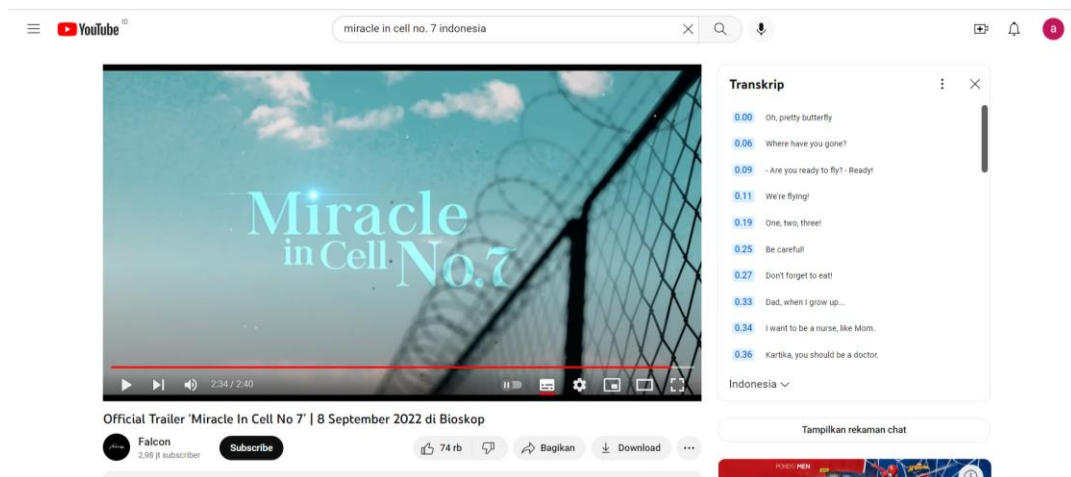 YouTube ID
miracle in cell no. 7 indonesia
a
Miracle
in Cell No.7
2:34 / 2:40
Transkrip
0.00 Oh, pretty butterfly
0.06 Where have you gone?
0.09 - Are you ready to fly? - Ready!
0.11 We're flying!
0.19 One, two, three!
0.25 Be careful!
0.27 Don't forget to eat!
0.33 Dad, when I grow up...
0.34 I want to be a nurse, like Mom.
0.36 Kartika, you should be a doctor.
Indonesia
Official Trailer 'Miracle In Cell No 7' | 8 September 2022 di Bioskop
Falcon
2,98 jt subscriber
Subscribe
74 rb
Bagikan
Download
Tampilkan rekaman chat
POND'S MEN